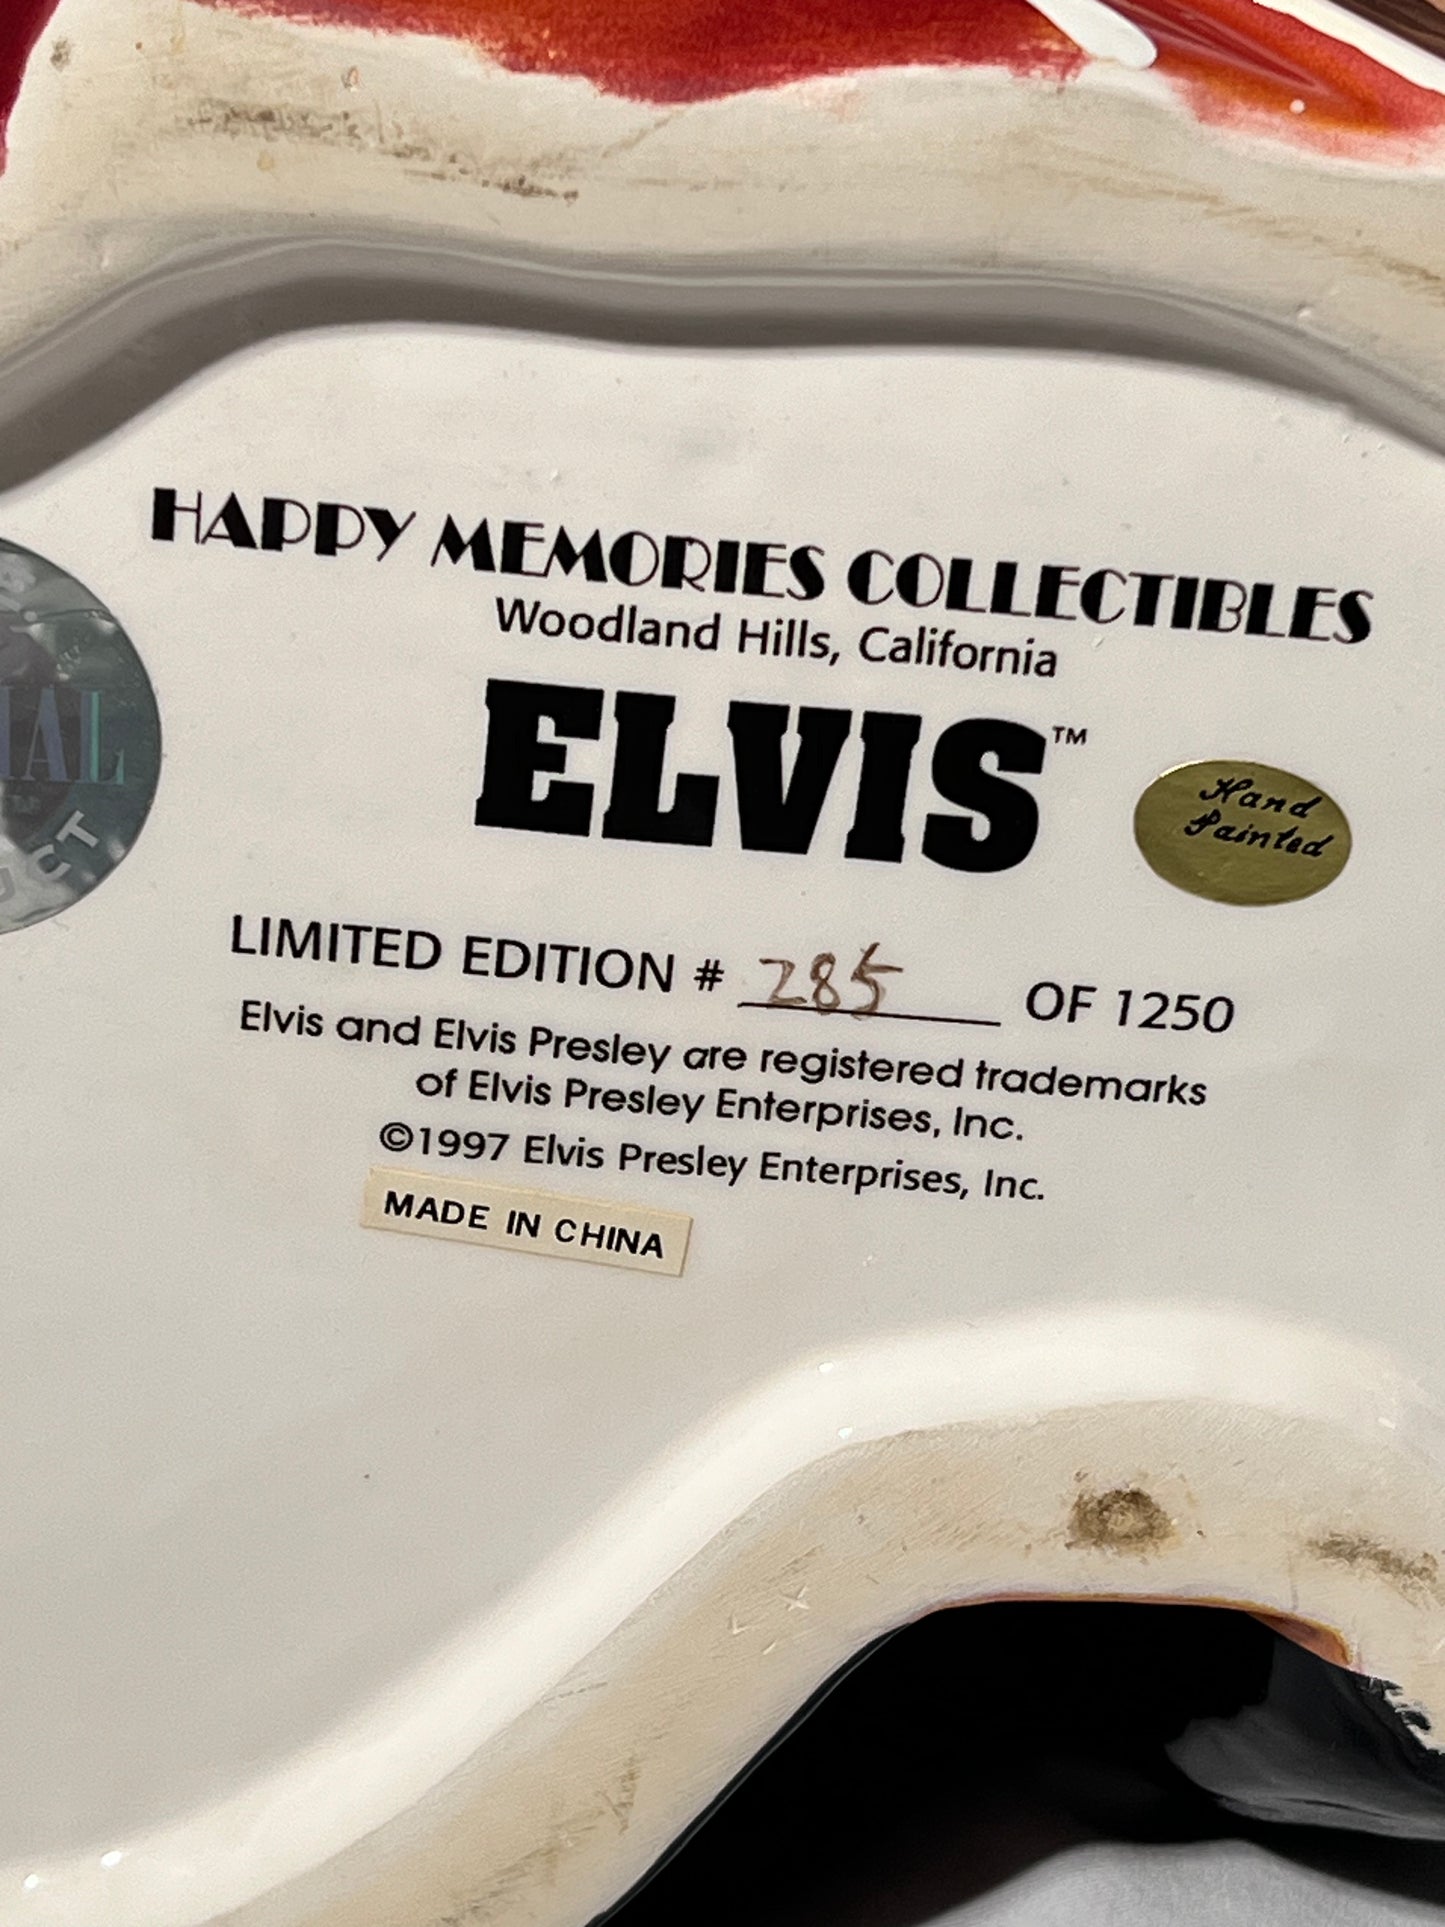 HAPPY MEMORIES COLLECTIBLES
Woodland Hills, California
ELVIS™
Hand
Painted
LIMITED EDITION # 285 OF 1250
Elvis and Elvis Presley are registered trademarks
of Elvis Presley Enterprises, Inc.
©1997 Elvis Presley Enterprises, Inc.
MADE IN CHINA